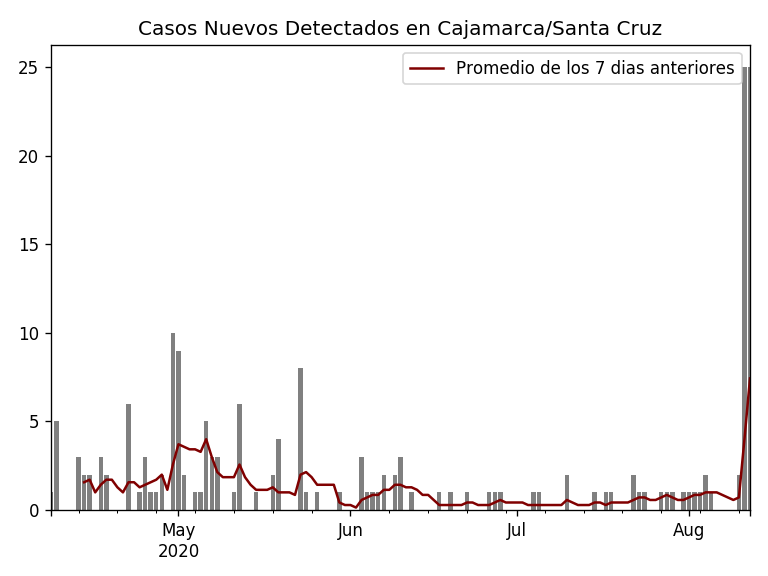 Casos Nuevos Detectados en Cajamarca/Santa Cruz
Promedio de los 7 dias anteriores
25
20
15
10
5
0
May
2020
Jun
Jul
Aug